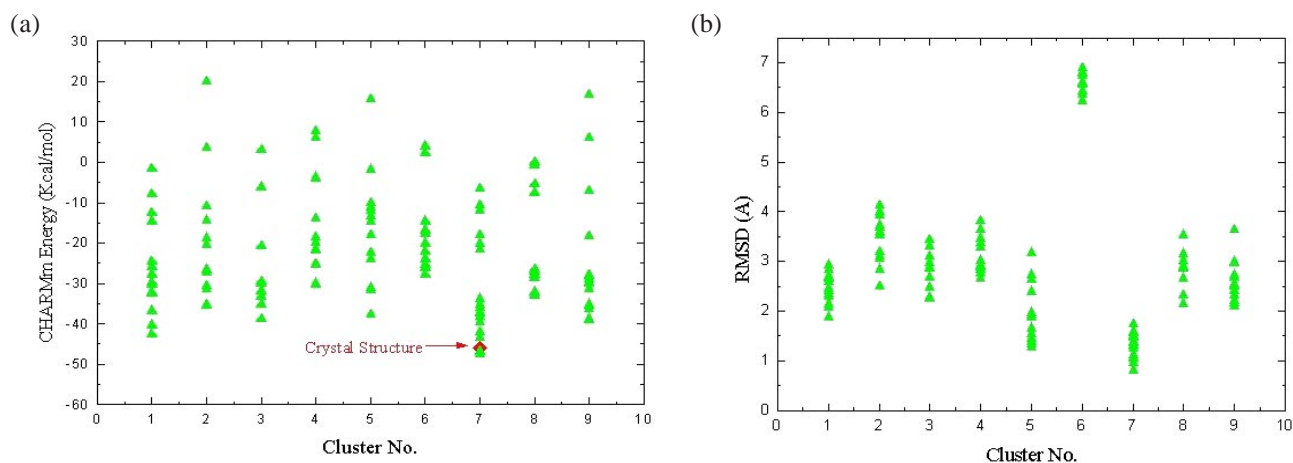 (a)
30
20
10
0
-10
-20
-30
-40
-50
-60
CHARMm Energy (Kcal/mol)
Crystal Structure
0 1 2 3 4 5 6 7 8 9 10
Cluster No.
(b)
7
6
5
4
3
2
1
0
RMSD (A)
0 1 2 3 4 5 6 7 8 9 10
Cluster No.